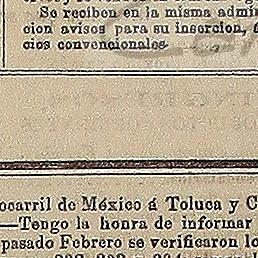 Se reciben en la misma admi
cion avisos para su insercion, á
cios convencionales
ocarril de México á Toluca y C
—Tengo la honra de informar
pasado Febrero se verificaron lo